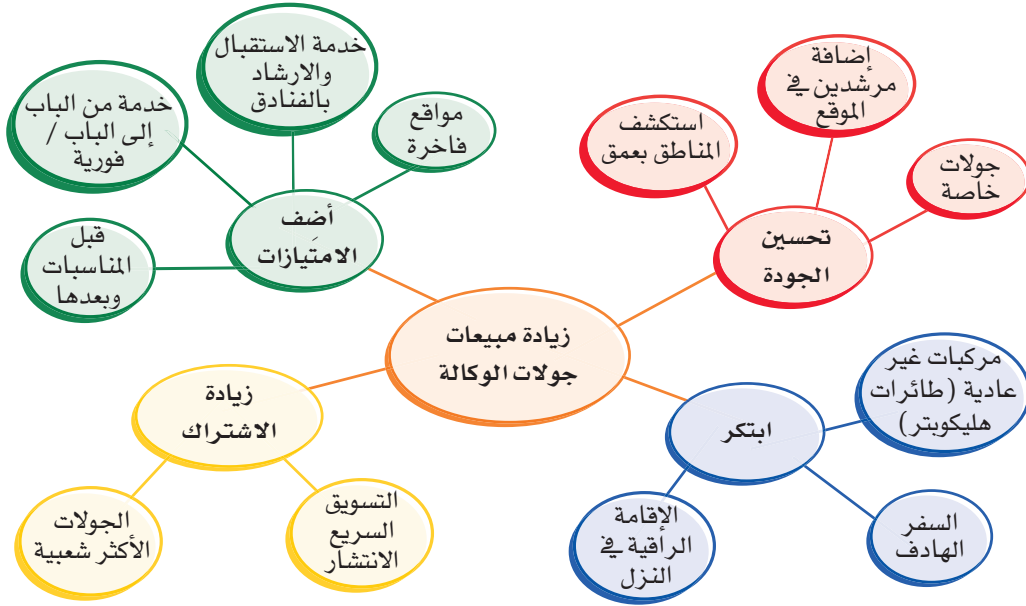 زيادة مبيعات
جولات الوكالة
تحسين
الجودة
إضافة
مرشدين في
الموقع
استكشف
المناطق بعمق
جولات
خاصة
أضف
الامتَيازات
خدمة الاستقبال
والارشاد
بالفنادق
مواقع
فاخرة
خدمة من الباب
إلى الباب /
فورية
قبل
المناسبات
وبعدها
ابتكر
مركبات غير
عادية (طائرات
هليكوبتر)
السفر
الهادف
الإقامة
الراقية في
النزل
زيادة
الاشتراك
التسويق
السريع
الانتشار
الجولات
الأكثر شعبية